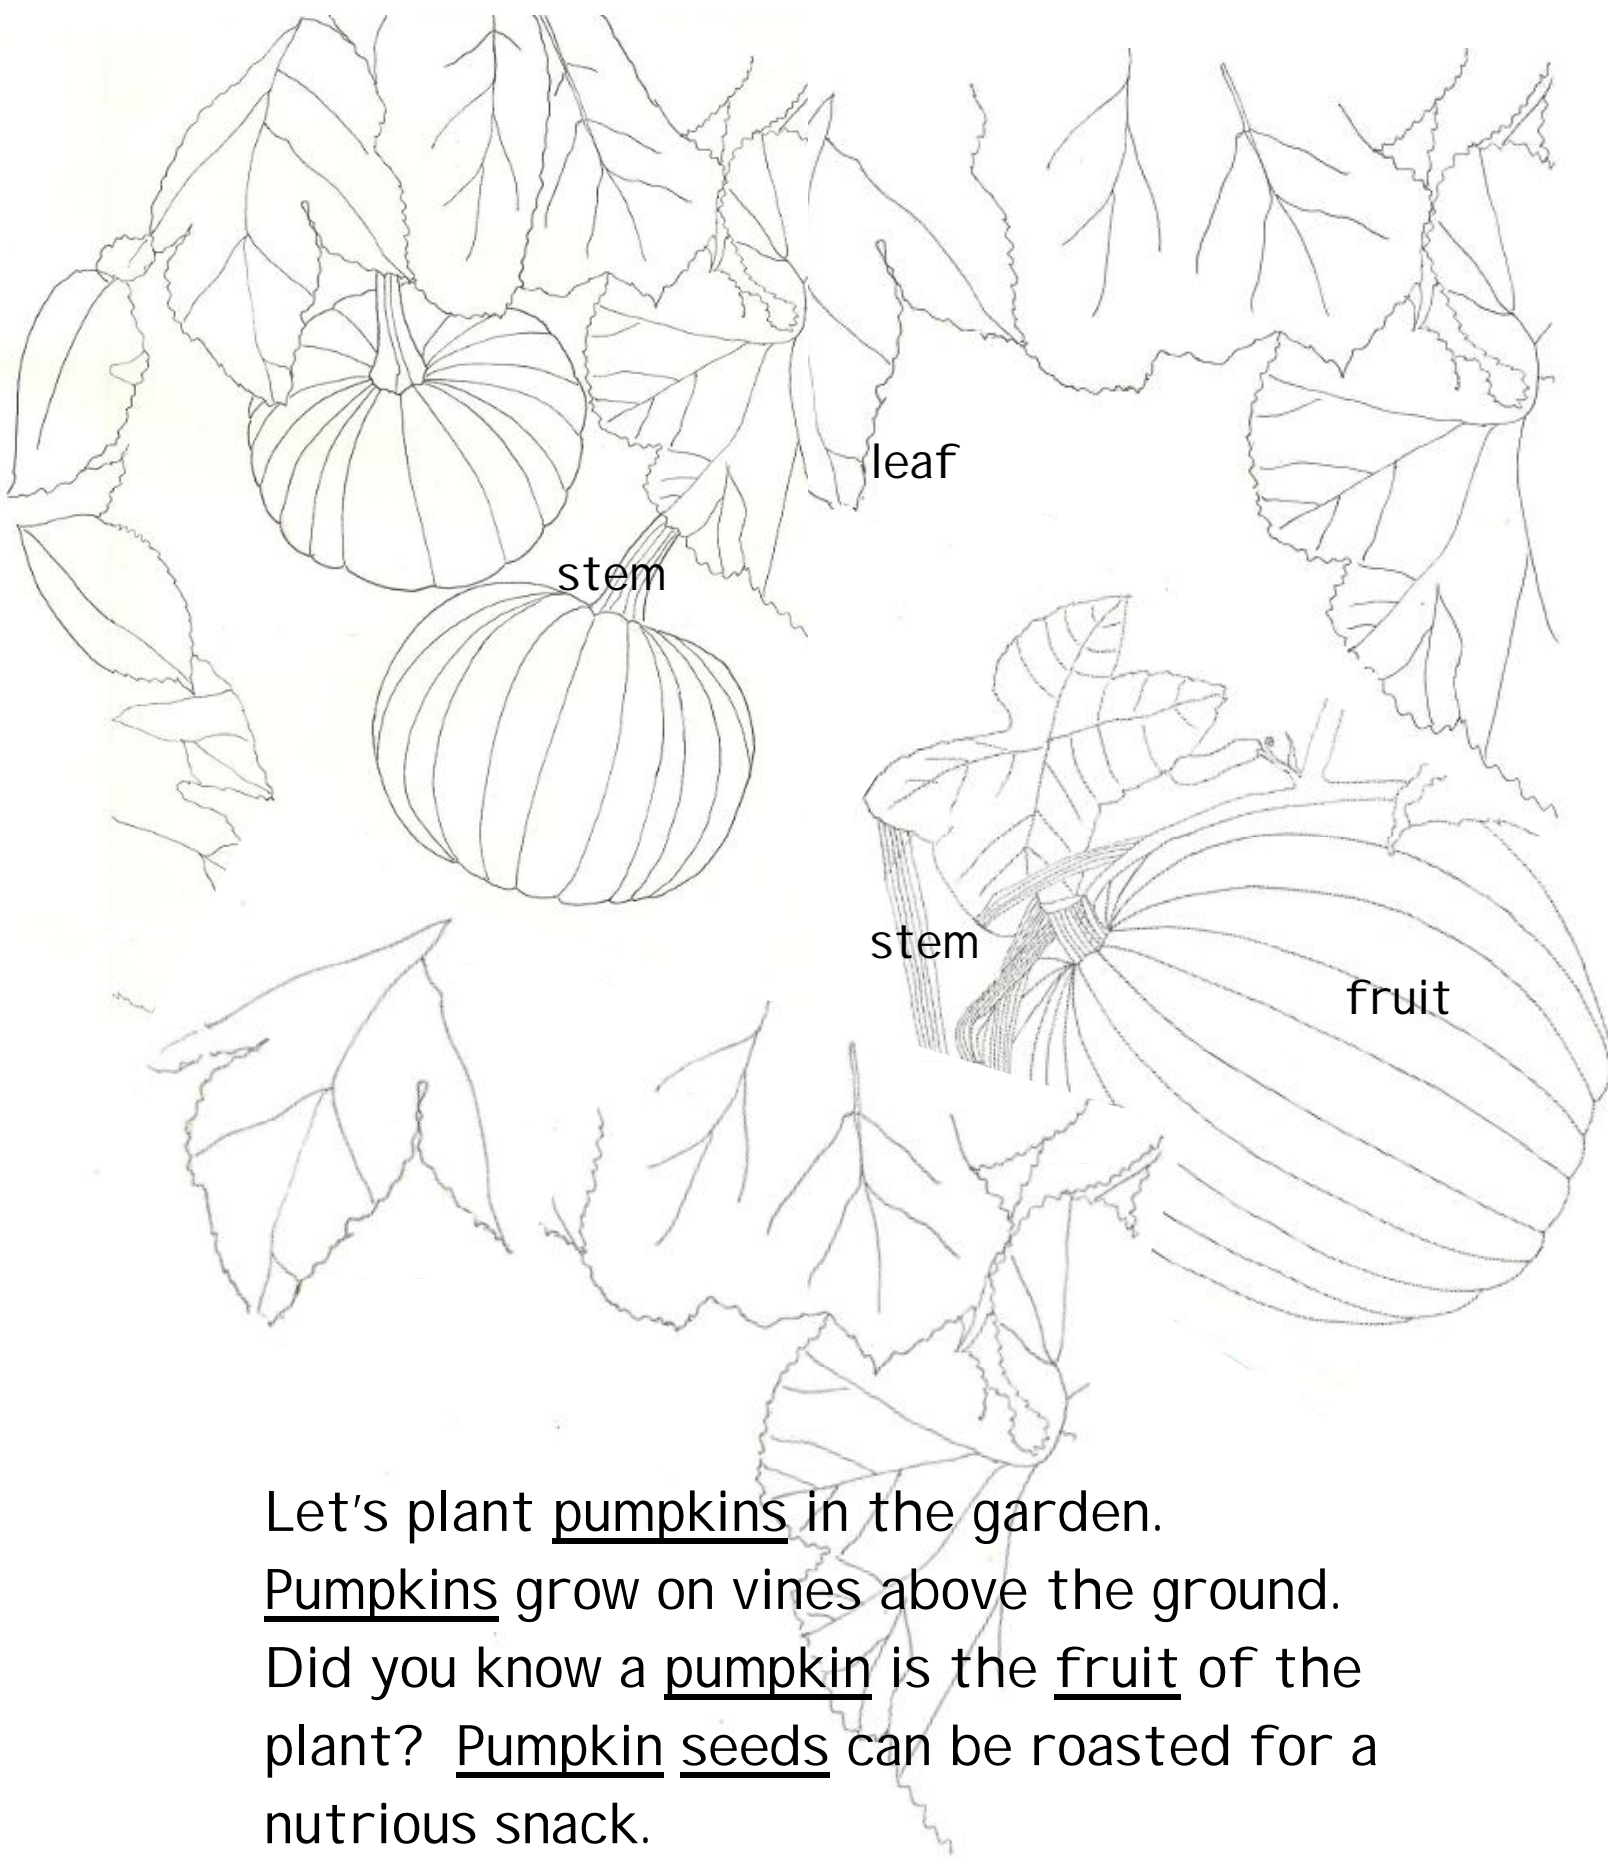 leaf
stem
stem
fruit
Let's plant pumpkins in the garden.
Pumpkins grow on vines above the ground.
Did you know a pumpkin is the fruit of the
plant? Pumpkin seeds can be roasted for a
nutrious snack.